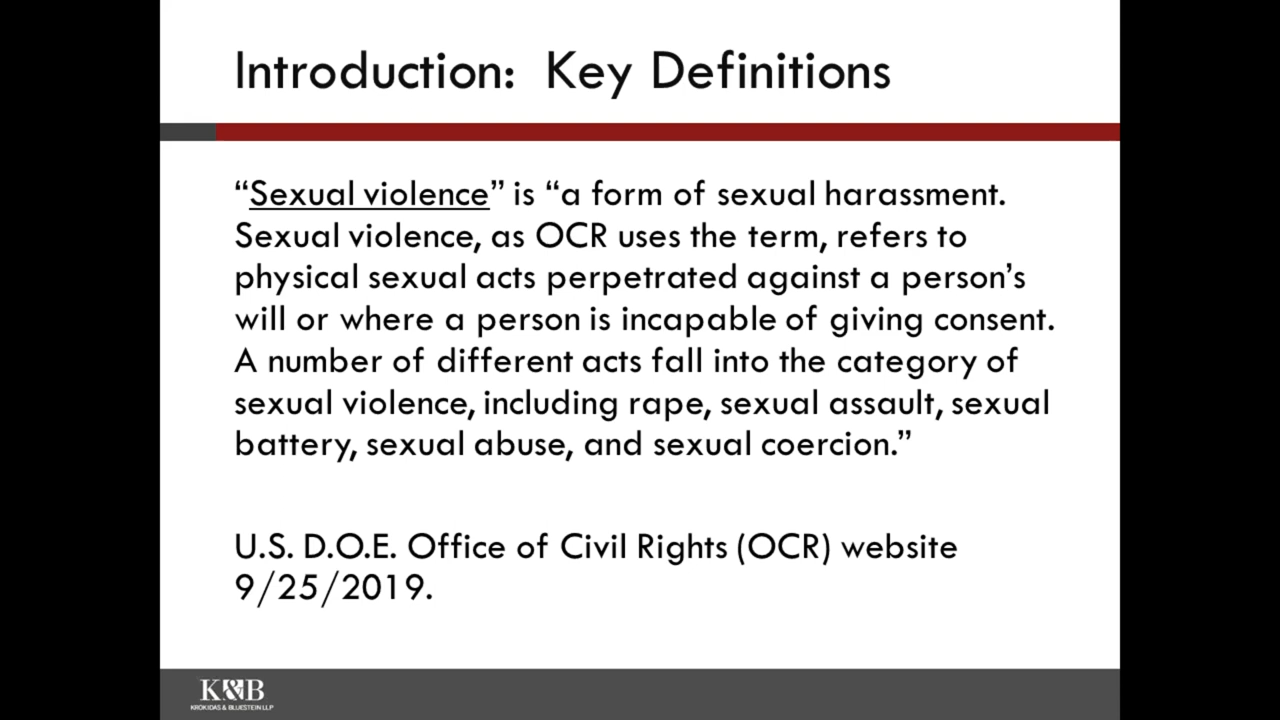 Introduction: Key Definitions
“Sexual violence” is “a form of sexual harassment.
Sexual violence, as OCR uses the term, refers to
physical sexual acts perpetrated against a person’s
will or where a person is incapable of giving consent.
A number of different acts fall into the category of
sexual violence, including rape, sexual assault, sexual
battery, sexual abuse, and sexual coercion.”
U.S. D.O.E. Office of Civil Rights (OCR) website
9/25/2019.
K&B
KROKIDAS & BLUESTEIN LLP